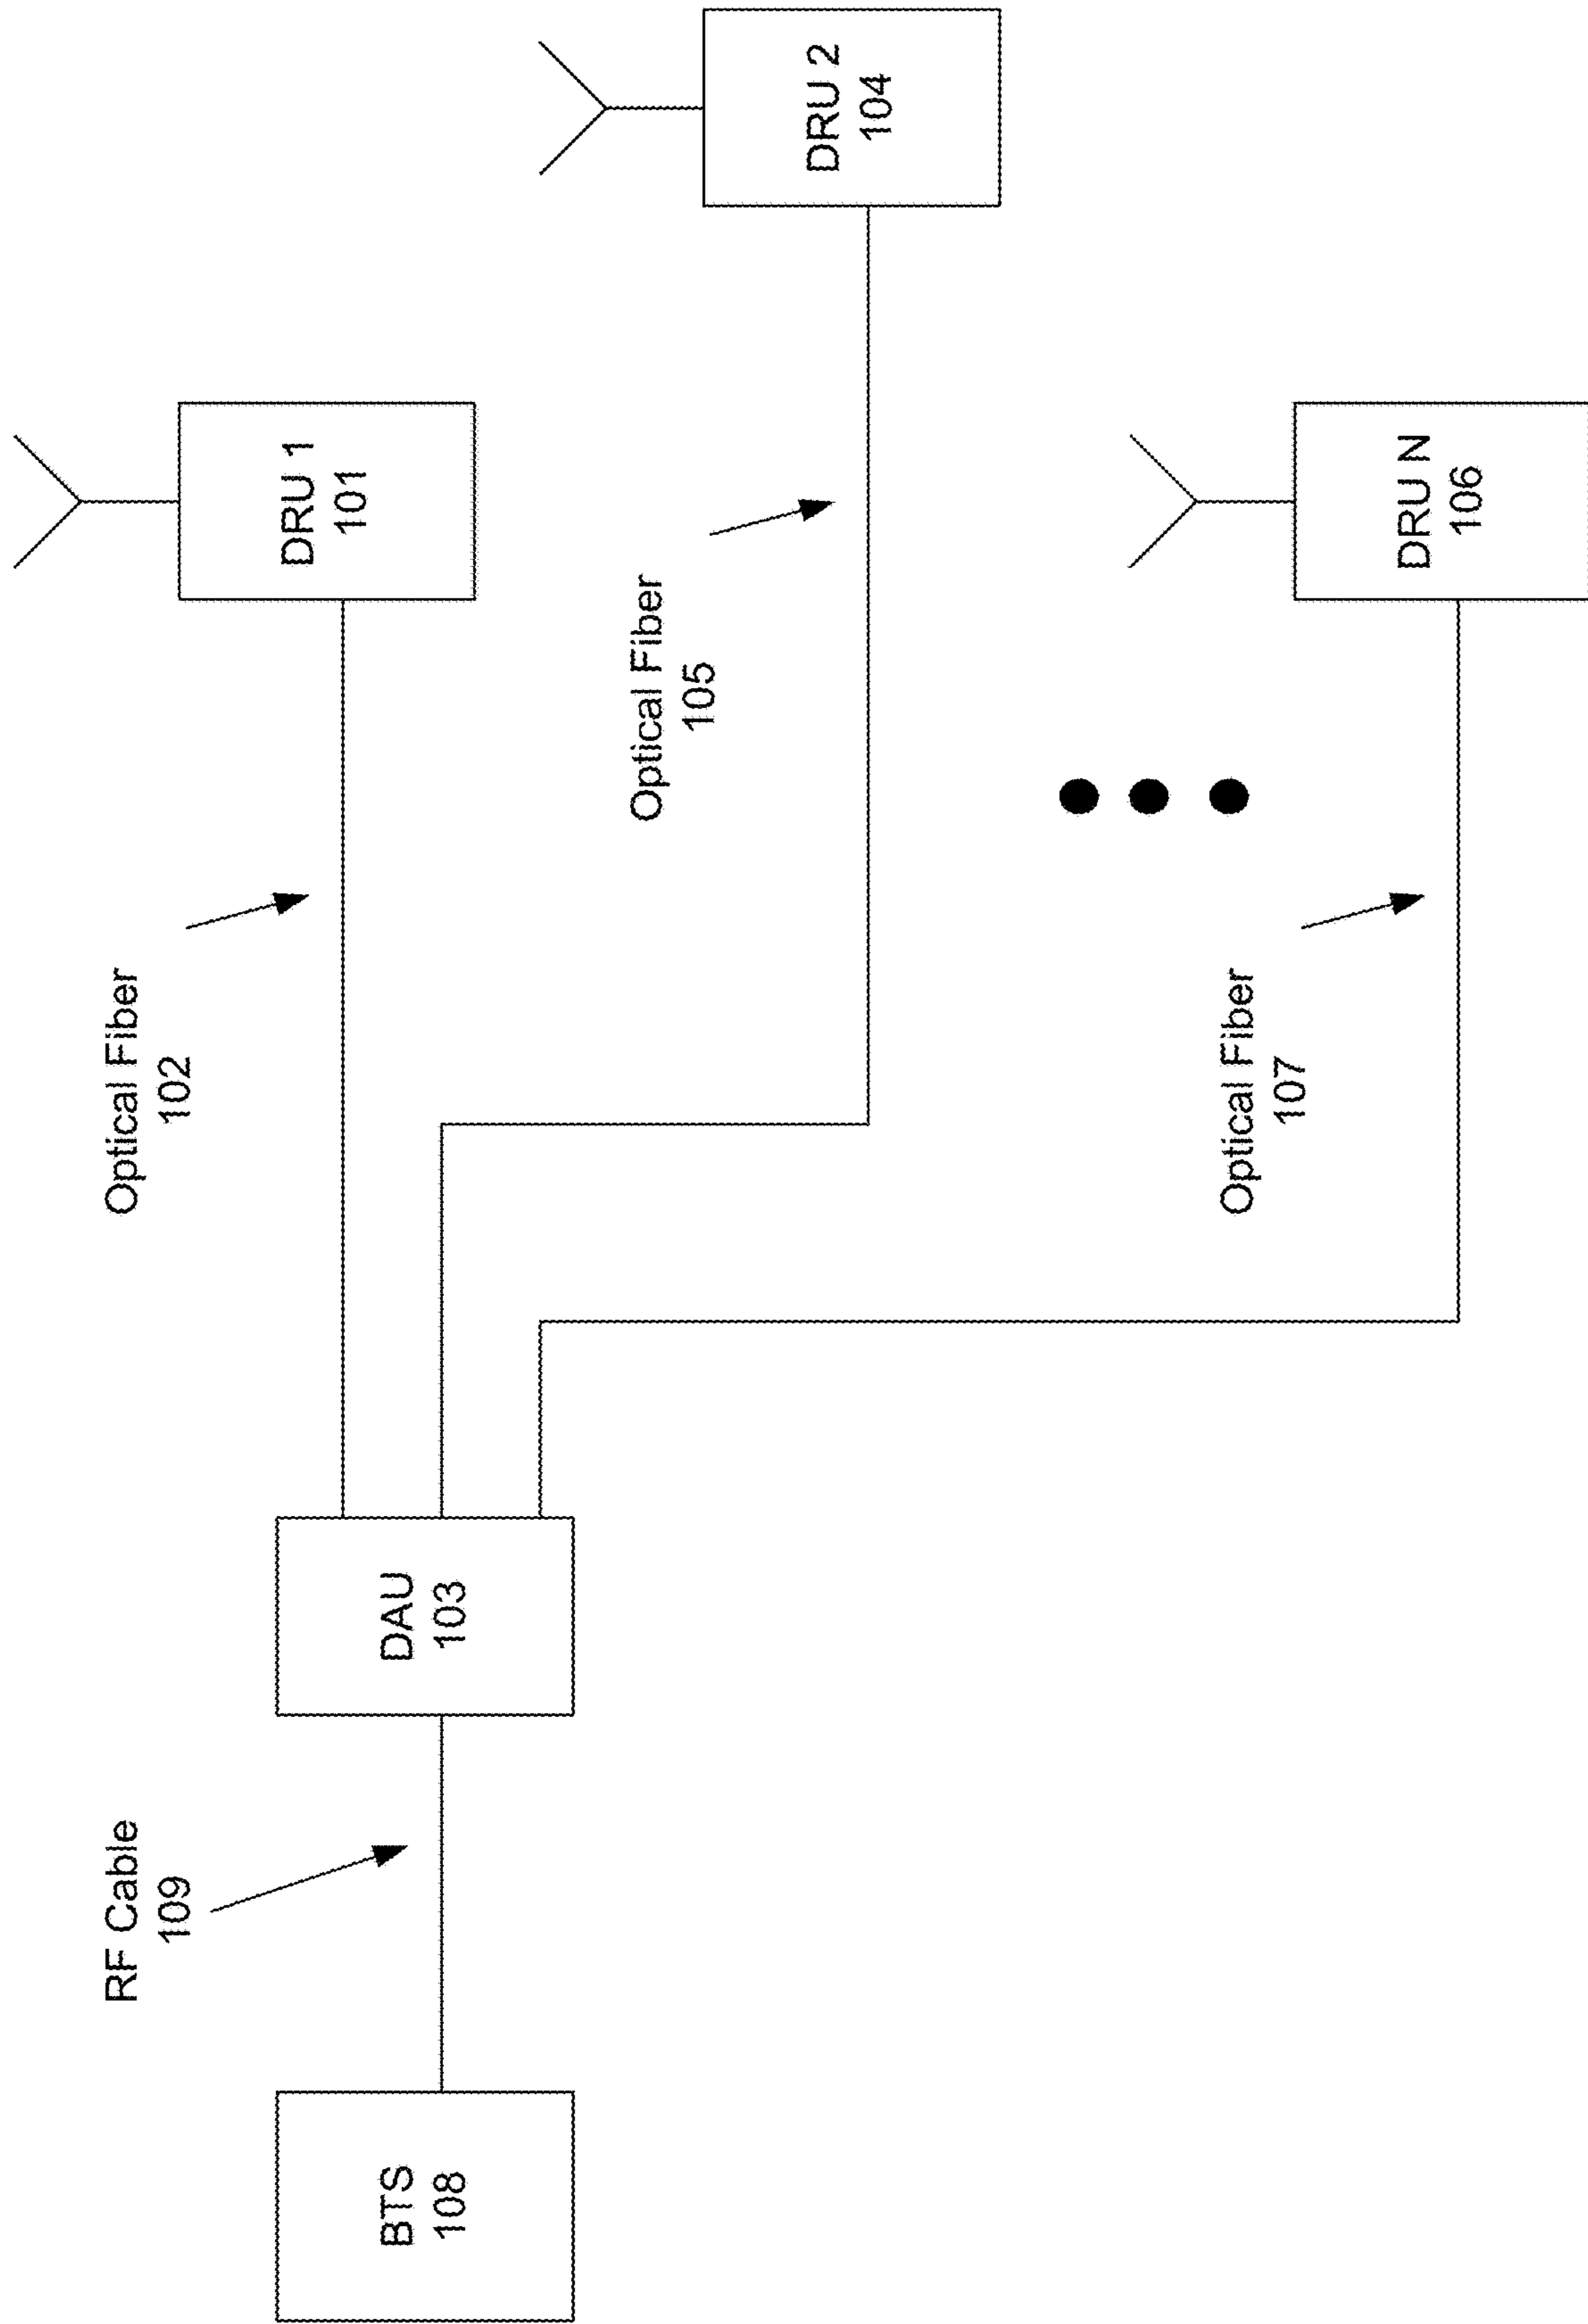 BTS
108
RF Cable
109
DAU
103
Optical Fiber
102
DRU 1
101
Optical Fiber
105
DRU 2
104
Optical Fiber
107
DRU N
106